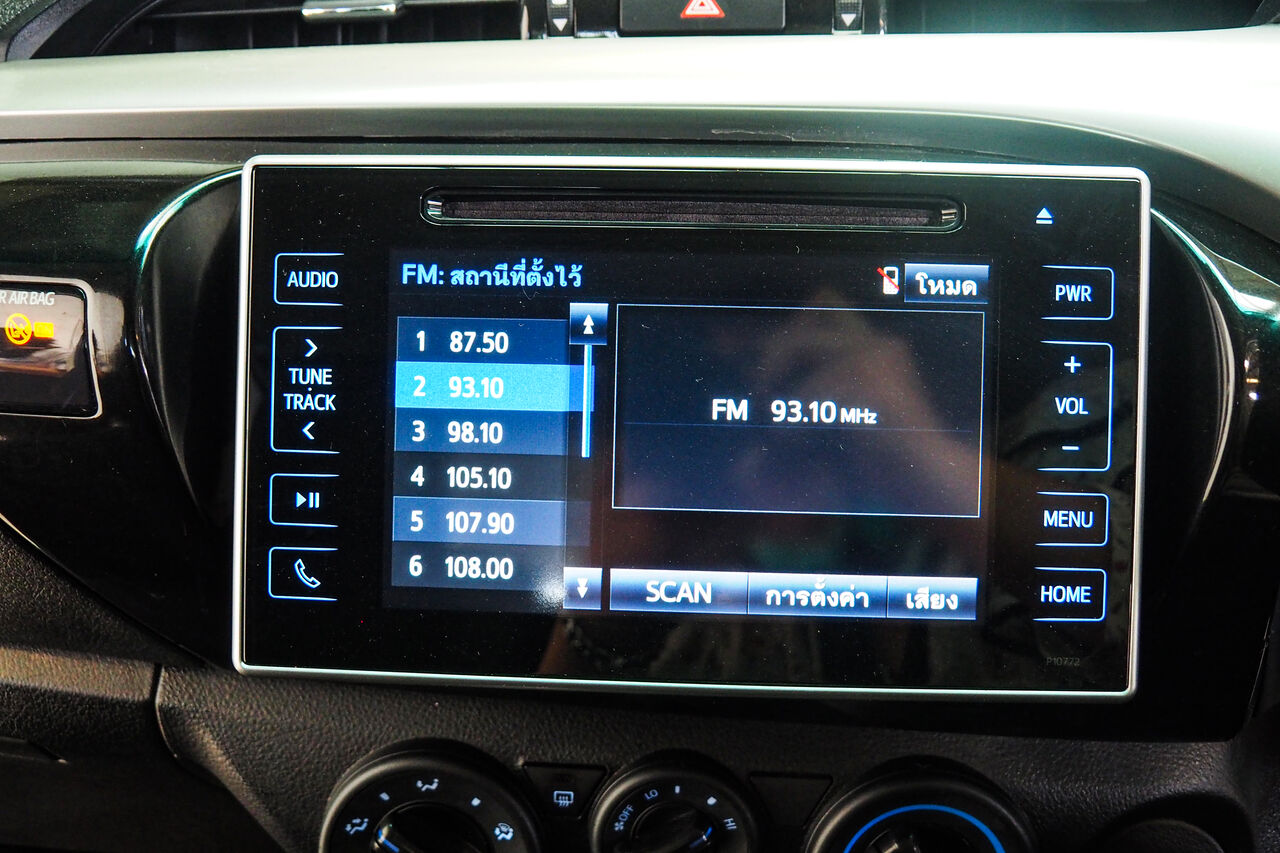 R AIR BAG
AUDIO
TUNE
TRACK
FM: สถานีที่ตั้งไว้
โหมด
1 87.50
2 93.10
3 98.10
4 105.10
5 107.90
6 108.00
FM 93.10 MHz
SCAN
การตั้งค่า
เสียง
PWR
+
VOL
−
MENU
HOME
P10772
OFF
LO
HI